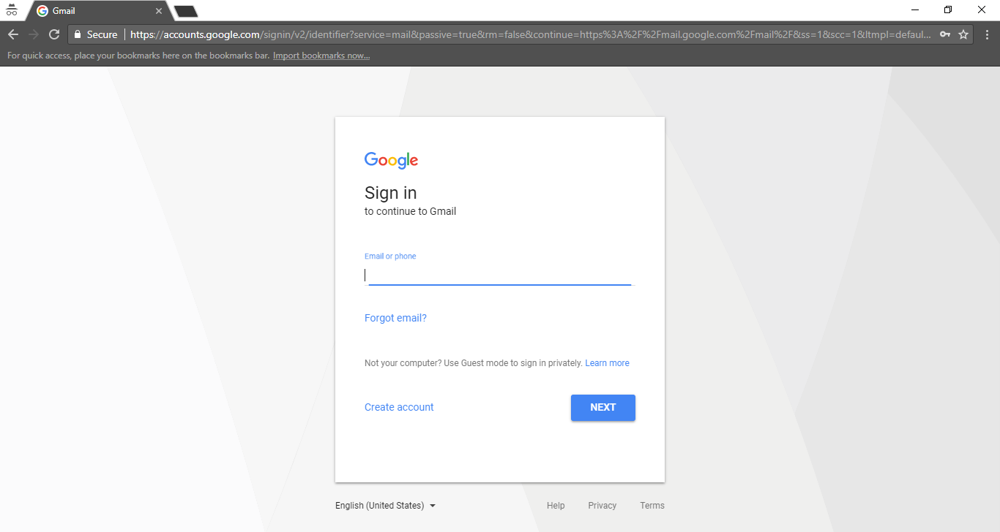 Gmail
Secure https://accounts.google.com/signin/v2/identifier?service=mail&passive=true&rm=false&continue=https%3A%2F%2Fmail.google.com%2Fmail%2F&ss=1&scc=1&ltmpl=defaul...
For quick access, place your bookmarks here on the bookmarks bar. Import bookmarks now...
Google
Sign in
to continue to Gmail
Email or phone
Forgot email?
Not your computer? Use Guest mode to sign in privately. Learn more
Create account NEXT
English (United States) Help Privacy Terms